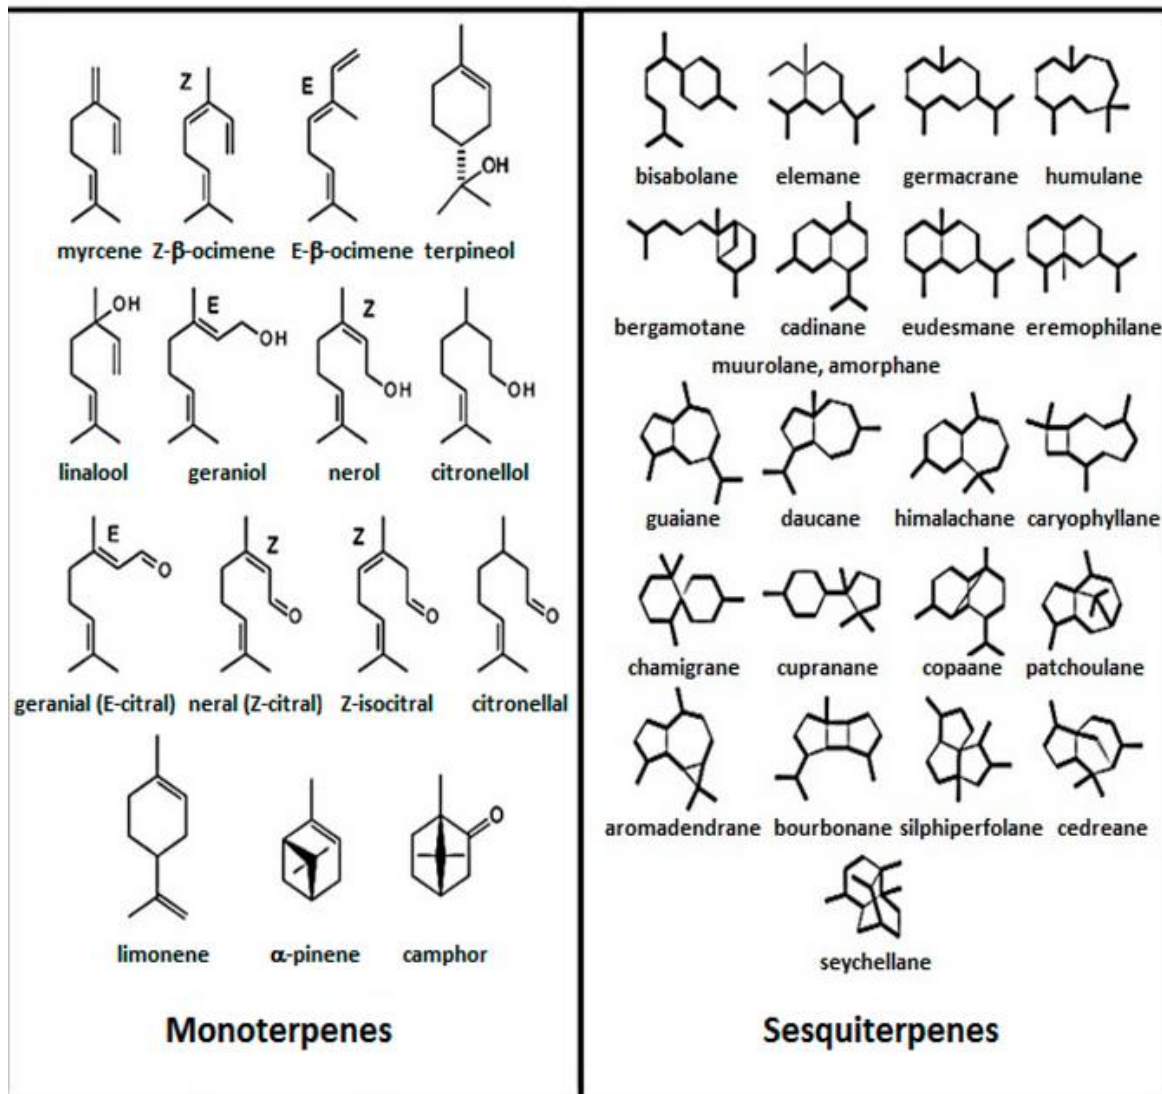 Z
E
OH
myrcene Z-β-ocimene E-β-ocimene terpineol
OH
E
OH
Z
OH
OH
linalool geraniol nerol citronellol
E
O
Z
O
Z
O
O
geranial (E-citral) neral (Z-citral) Z-isocitral citronellal
O
limonene α-pinene camphor
Monoterpenes
bisabolane elemane germacrane humulane
bergamotane cadinane eudesmane eremophilane
muurolane, amorphane
guaiane daucane himalachane caryophyllane
chamigrane cupranane copaane patchoulane
aromadendrane bourbonane silphiperfolane cedreane
seychellane
Sesquiterpenes